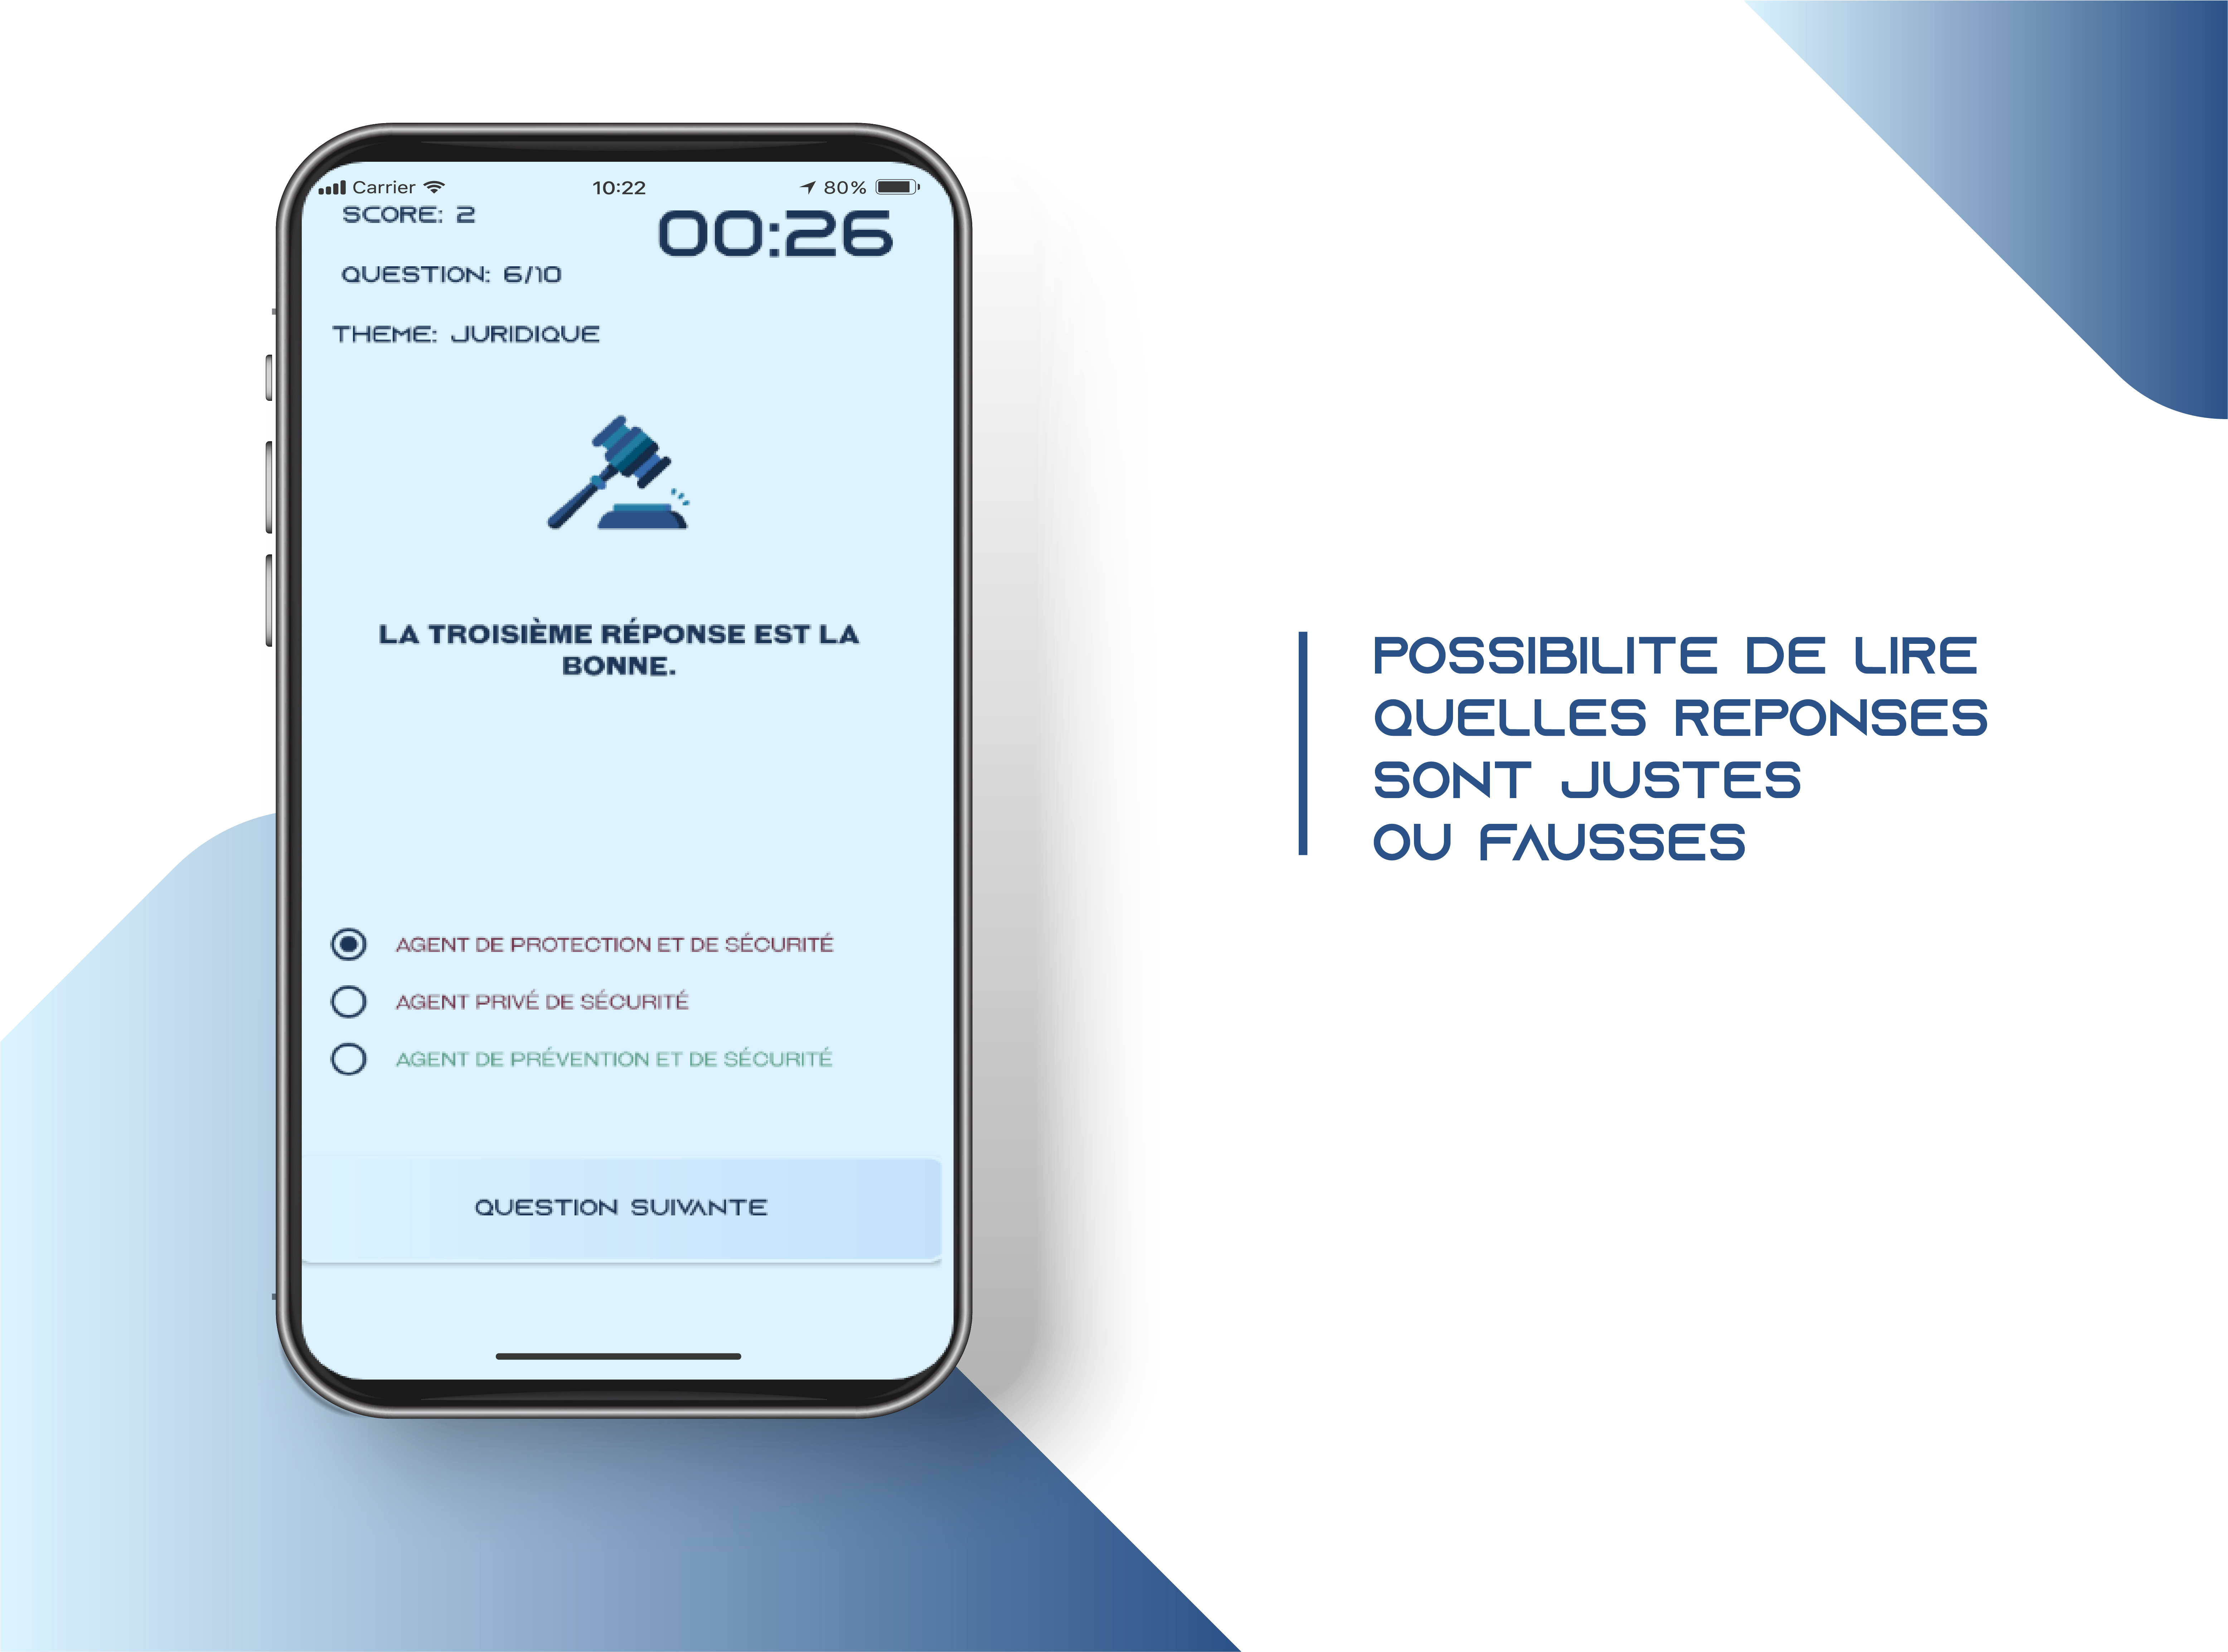 Carrier 10:22 80%
SCORE: 2
00:26
QUESTION: 6/10
THEME: JURIDIQUE
LA TROISIÈME RÉPONSE EST LA
BONNE.
AGENT DE PROTECTION ET DE SÉCURITÉ
AGENT PRIVÉ DE SÉCURITÉ
AGENT DE PRÉVENTION ET DE SÉCURITÉ
QUESTION SUIVANTE
POSSIBILITE DE LIRE
QUELLES REPONSES
SONT JUSTES
OU FAUSSES